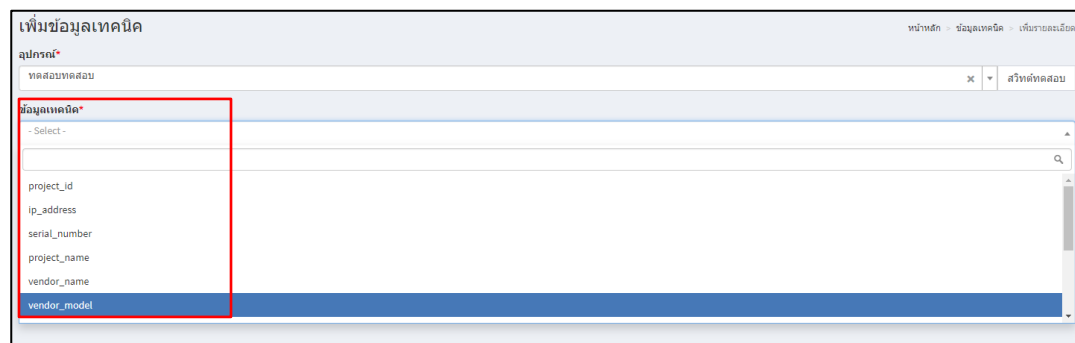 เพิ่มข้อมูลเทคนิค
หน้าหลัก > ข้อมูลเทคนิค > เพิ่มรายละเอียด
อุปกรณ์*
ทดสอบทดสอบ
สวิทต์ทดสอบ
ข้อมูลเทคนิค*
- Select -
project_id
ip_address
serial_number
project_name
vendor_name
vendor_model